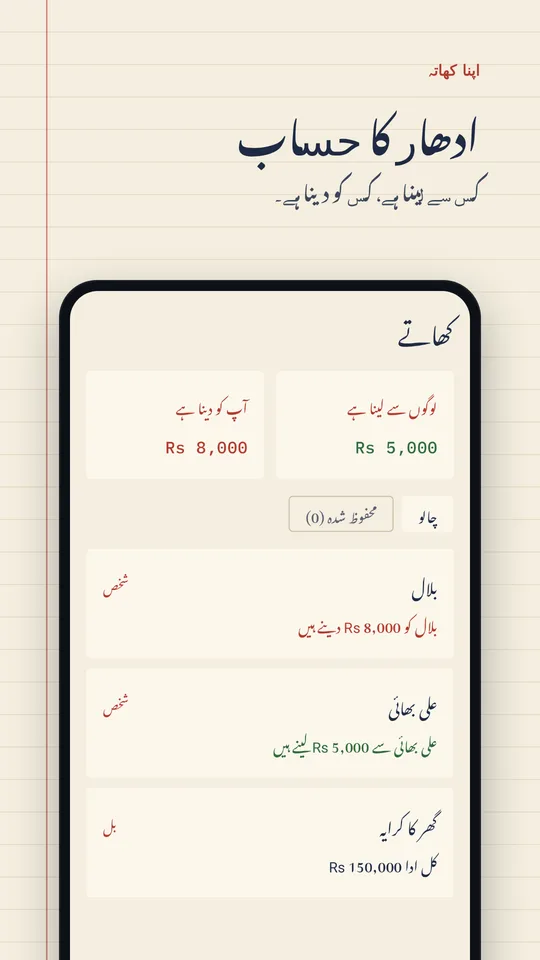 اپنا کھاتہ
ادھار کا حساب
کس سے لینا ہے، کس کو دینا ہے۔
کھاتے
لوگوں سے لینا ہے
Rs 5,000
آپ کو دینا ہے
Rs 8,000
چالو
محفوظ شدہ (0)
بلال
شخص
بلال کو Rs 8,000 دینے ہیں
علی بھائی
شخص
علی بھائی سے Rs 5,000 لینے ہیں
گھر کا کرایہ
بل
کل ادا Rs 150,000